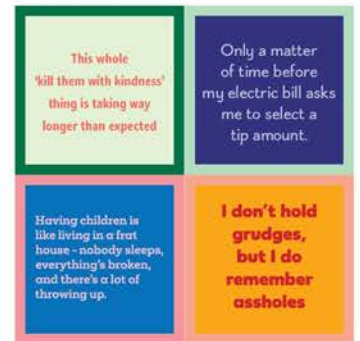 This whole
‘kill them with kindness’
thing is taking way
longer than expected
Only a matter
of time before
my electric bill asks
me to select a
tip amount.
Having children is
like living in a frat
house - nobody sleeps,
everything's broken,
and there's a lot of
throwing up.
I don't hold
grudges,
but I do
remember
assholes